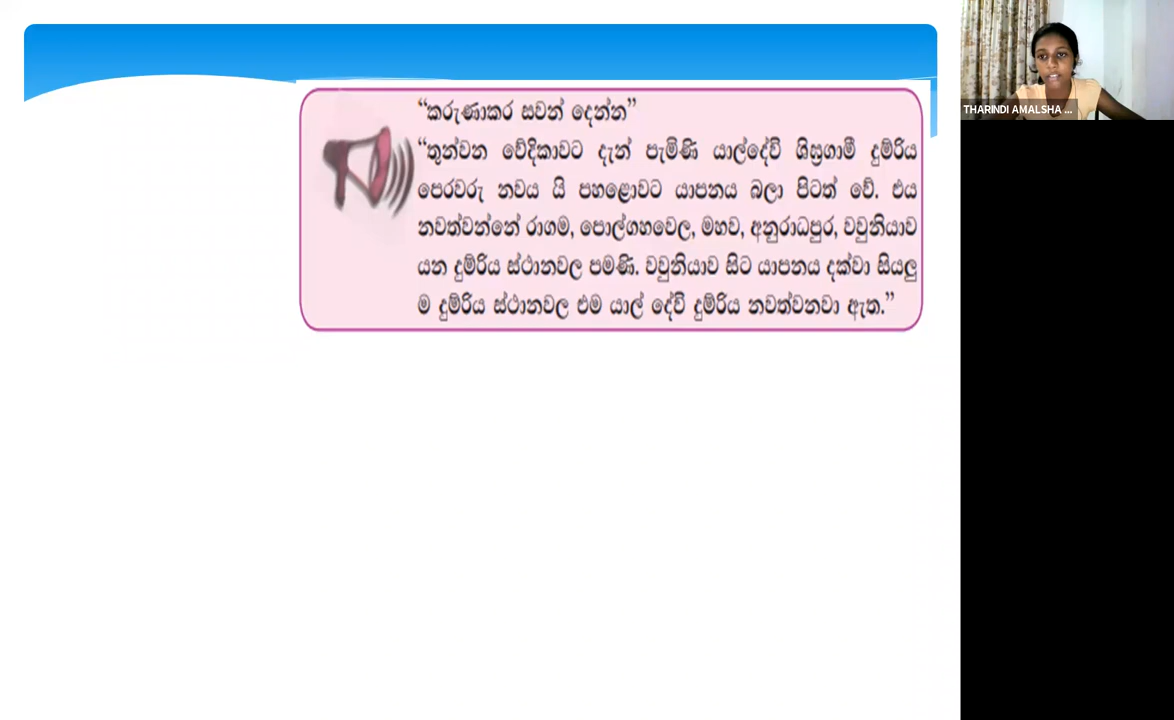 “කරුණාකර සවන් දෙන්න”
“තුන්වන වේදිකාවට දැන් පැමිණි යාල්දේවි ශීඝ්‍රගාමී දුම්රිය
පෙරවරු නවය යි පහළොවට යාපනය බලා පිටත් වේ. එය
නවත්වන්නේ රාගම, පොල්ගහවෙල, මහව, අනුරාධපුර, වවුනියාව
යන දුම්රිය ස්ථානවල පමණි. වවුනියාව සිට යාපනය දක්වා සියලු
ම දුම්රිය ස්ථානවල එම යාල් දේවි දුම්රිය නවත්වනවා ඇත.”
THARINDI AMALSHA ...